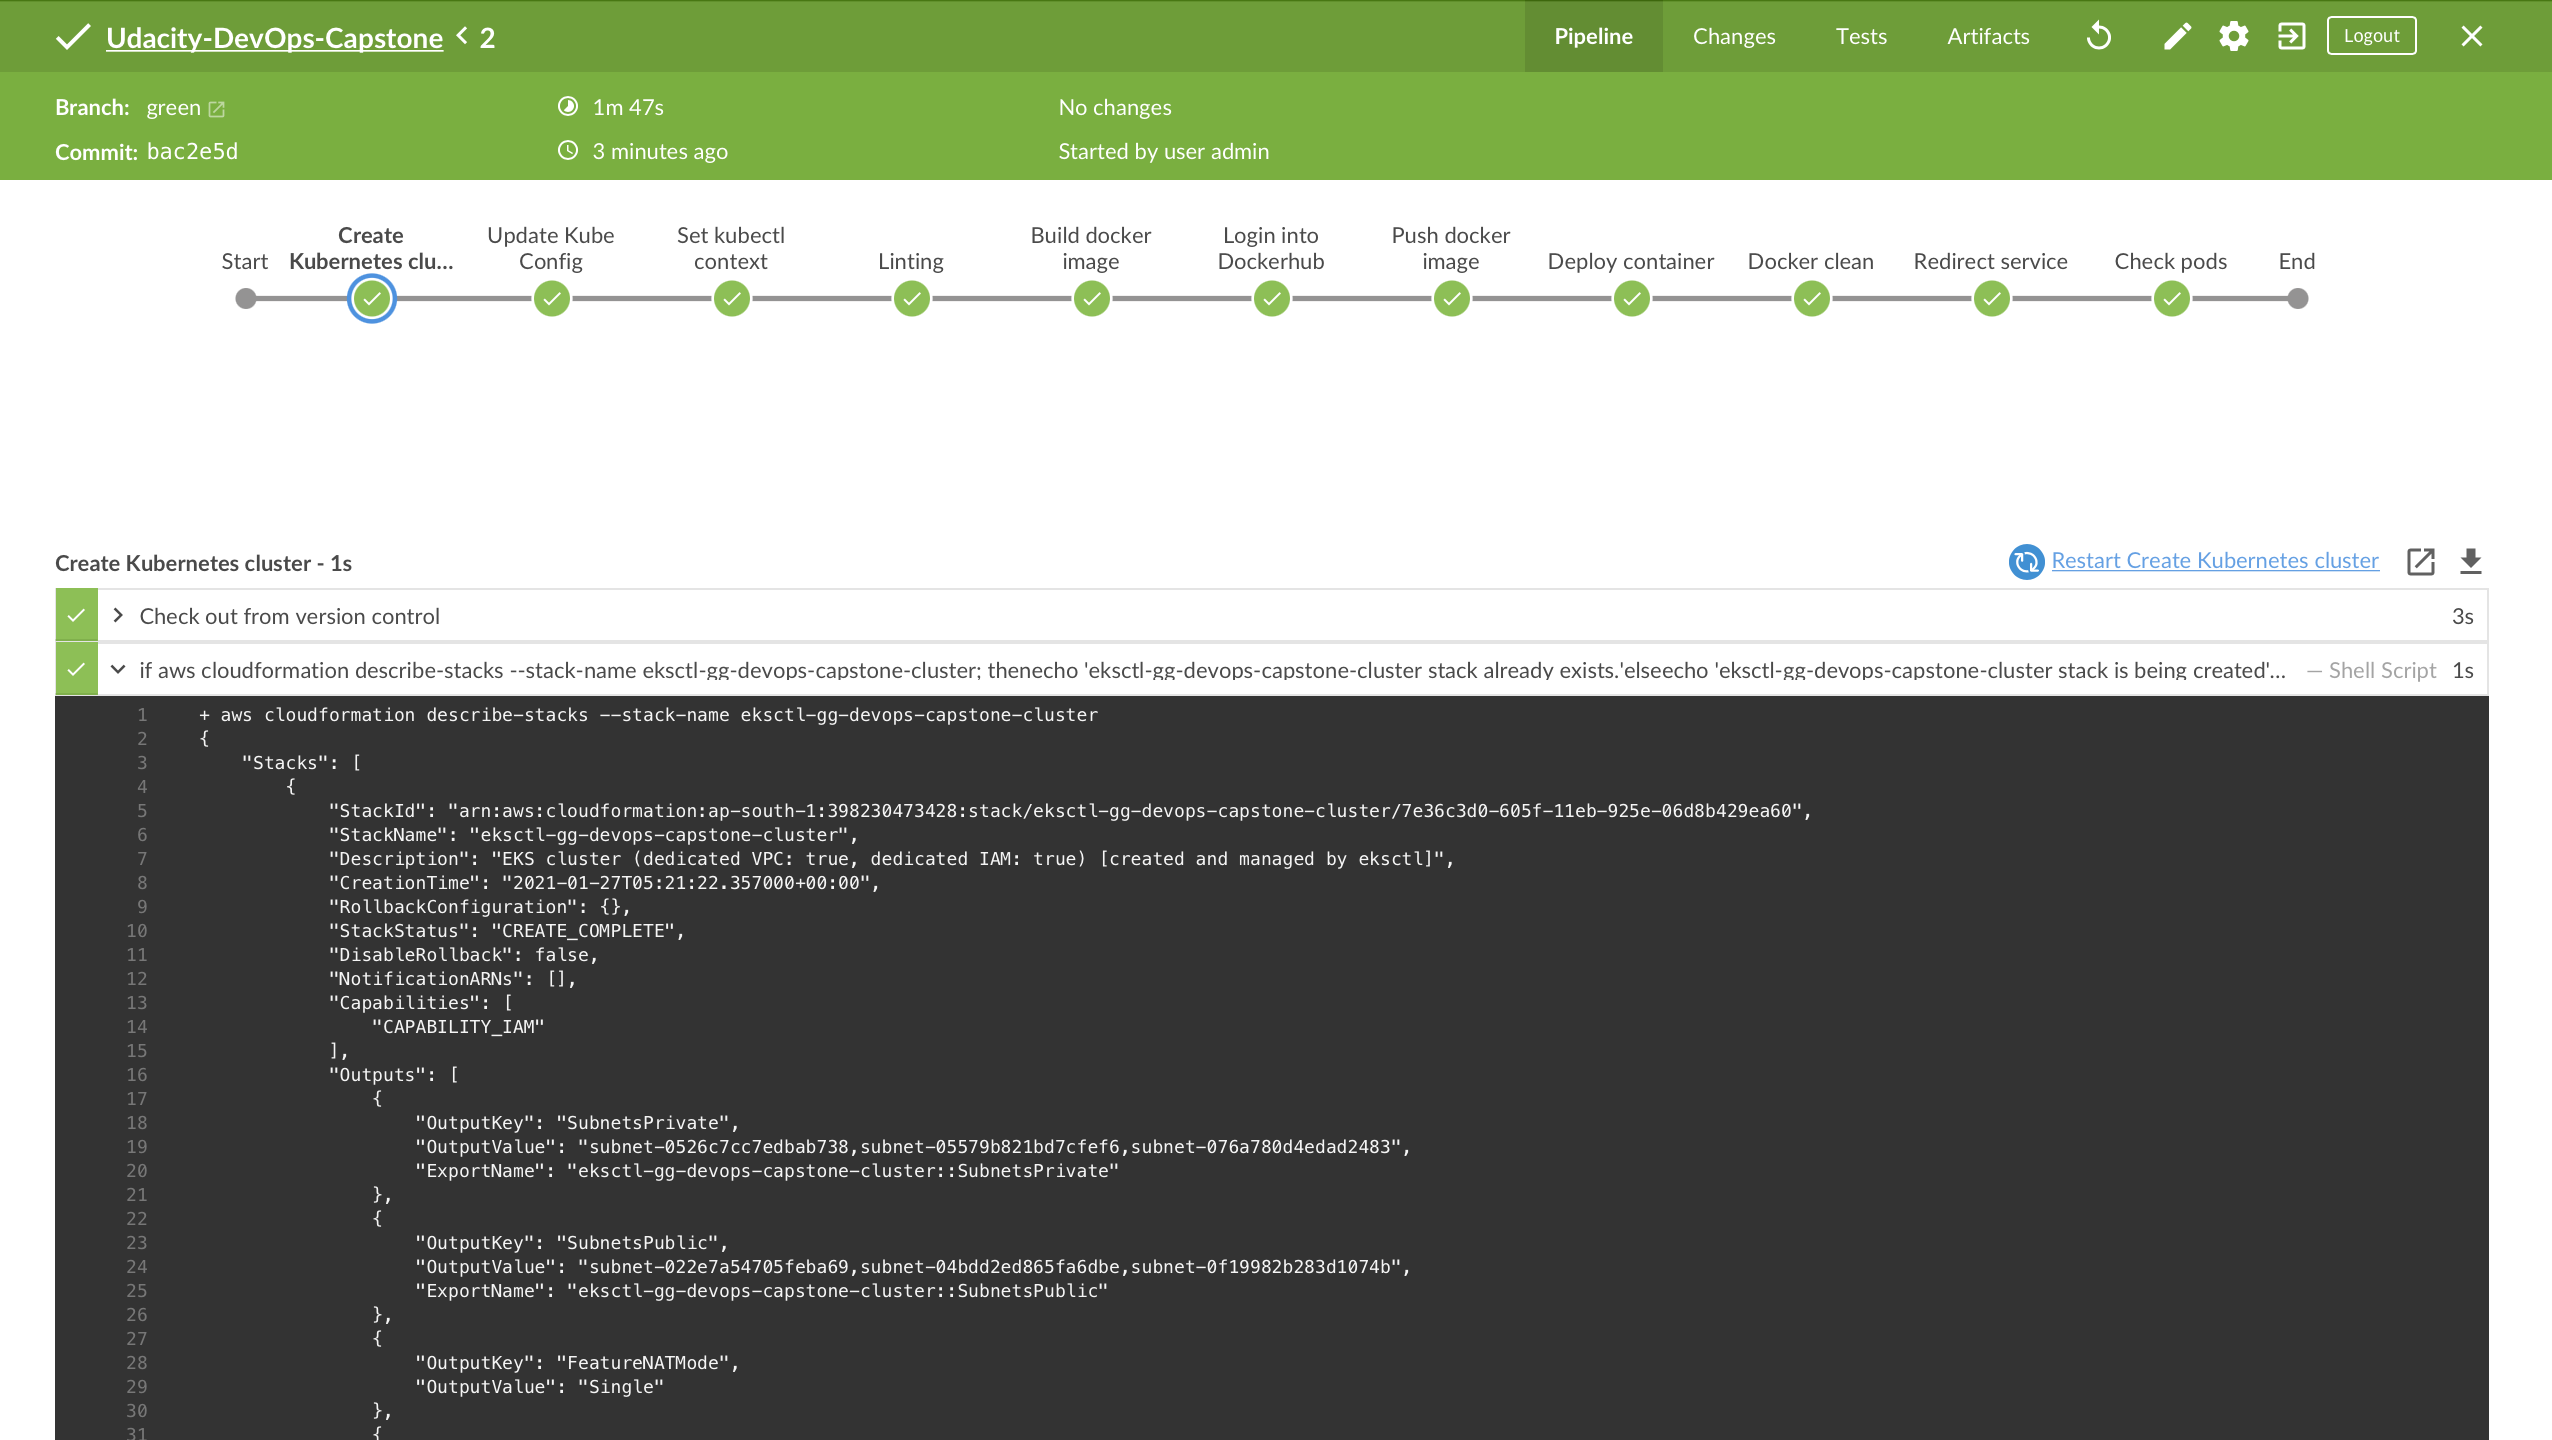 Udacity-DevOps-Capstone < 2
Pipeline Changes Tests Artifacts Logout
Branch: green 1m 47s No changes
Commit: bac2e5d 3 minutes ago Started by user admin
Start
Create Kubernetes clu...
Update Kube Config
Set kubectl context
Linting
Build docker image
Login into Dockerhub
Push docker image
Deploy container
Docker clean
Redirect service
Check pods
End
Create Kubernetes cluster - 1s Restart Create Kubernetes cluster
Check out from version control 3s
if aws cloudformation describe-stacks --stack-name eksctl-gg-devops-capstone-cluster; thenecho 'eksctl-gg-devops-capstone-cluster stack already exists.'elseecho 'eksctl-gg-devops-capstone-cluster stack is being created'... — Shell Script 1s
1 + aws cloudformation describe-stacks --stack-name eksctl-gg-devops-capstone-cluster
2 {
3 "Stacks": [
4 {
5 "StackId": "arn:aws:cloudformation:ap-south-1:398230473428:stack/eksctl-gg-devops-capstone-cluster/7e36c3d0-605f-11eb-925e-06d8b429ea60",
6 "StackName": "eksctl-gg-devops-capstone-cluster",
7 "Description": "EKS cluster (dedicated VPC: true, dedicated IAM: true) [created and managed by eksctl]",
8 "CreationTime": "2021-01-27T05:21:22.357000+00:00",
9 "RollbackConfiguration": {},
10 "StackStatus": "CREATE_COMPLETE",
11 "DisableRollback": false,
12 "NotificationARNs": [],
13 "Capabilities": [
14 "CAPABILITY_IAM"
15 ],
16 "Outputs": [
17 {
18 "OutputKey": "SubnetsPrivate",
19 "OutputValue": "subnet-0526c7cc7edbab738,subnet-05579b821bd7cfef6,subnet-076a780d4edad2483",
20 "ExportName": "eksctl-gg-devops-capstone-cluster::SubnetsPrivate"
21 },
22 {
23 "OutputKey": "SubnetsPublic",
24 "OutputValue": "subnet-022e7a54705feba69,subnet-04bdd2ed865fa6dbe,subnet-0f19982b283d1074b",
25 "ExportName": "eksctl-gg-devops-capstone-cluster::SubnetsPublic"
26 },
27 {
28 "OutputKey": "FeatureNATMode",
29 "OutputValue": "Single"
30 },
31 {